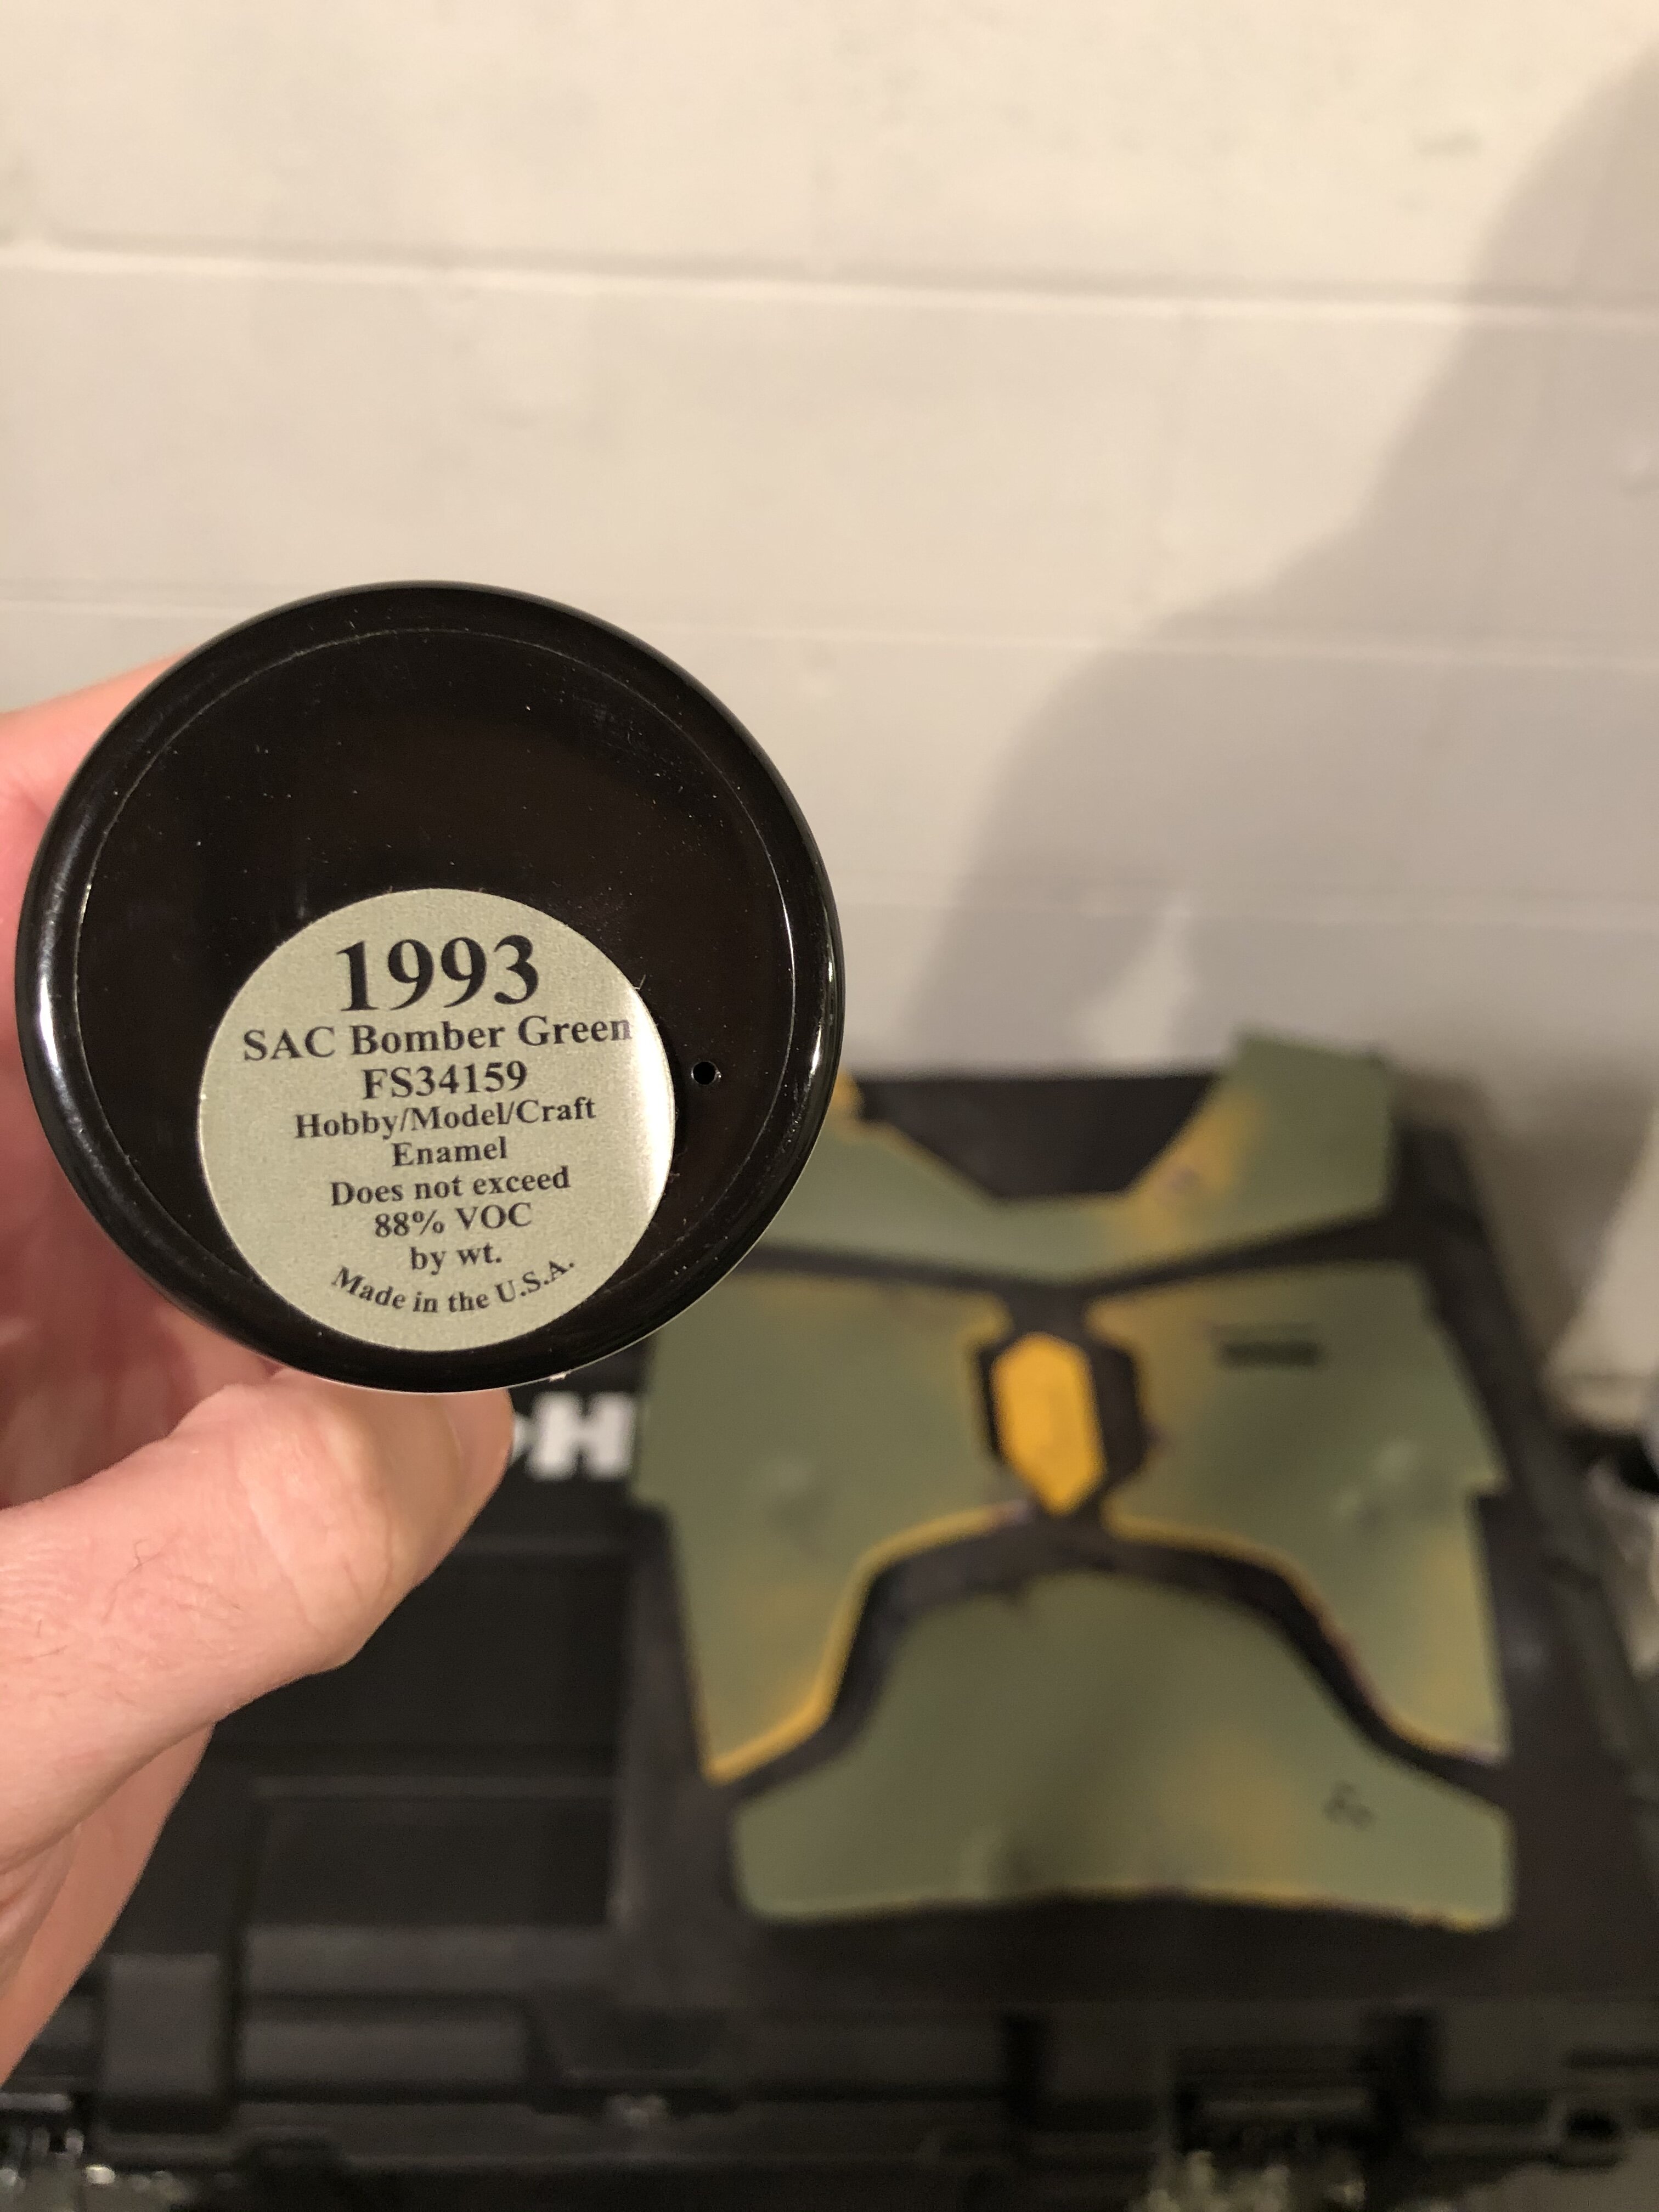 1993
SAC Bomber Green
FS34159
Hobby/Model/Craft
Enamel
Does not exceed
88% VOC
by wt.
Made in the U.S.A.